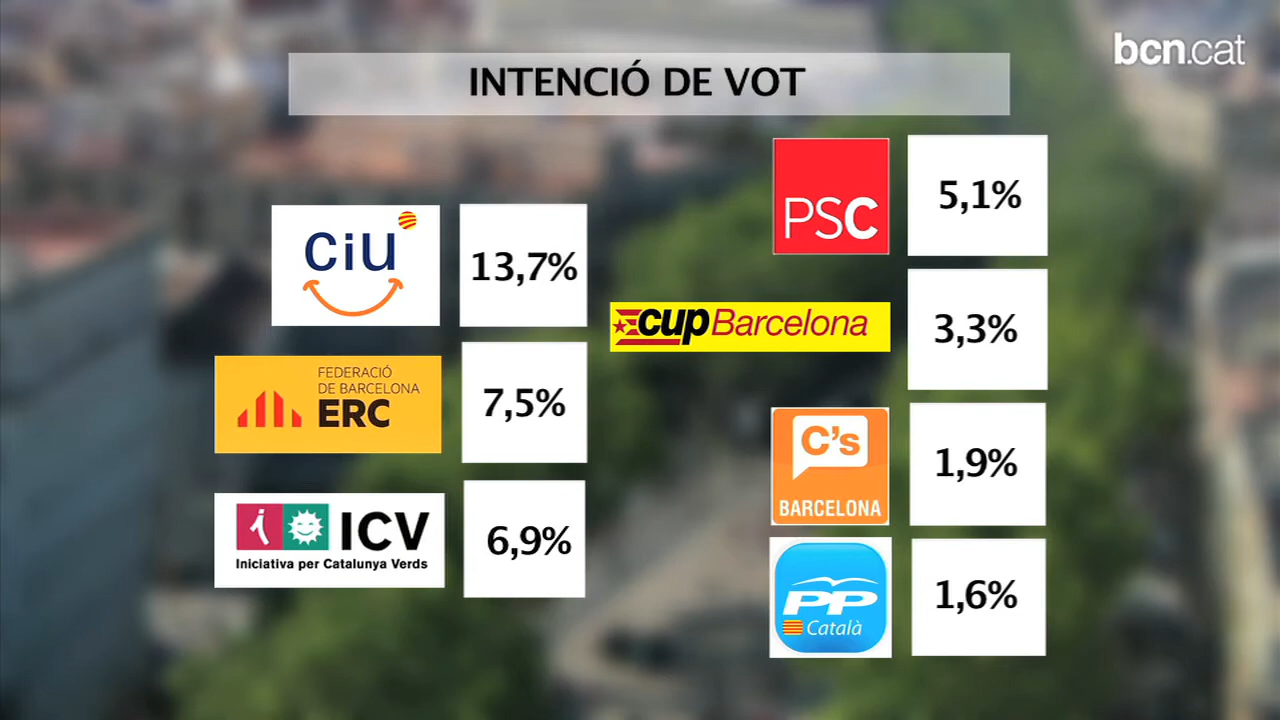 bcn.cat
INTENCIÓ DE VOT
CiU
13,7%
FEDERACIÓ
DE BARCELONA
ERC
7,5%
ICV
Iniciativa per Catalunya Verds
6,9%
PSC
5,1%
cup Barcelona
3,3%
C's
BARCELONA
1,9%
PP
Català
1,6%